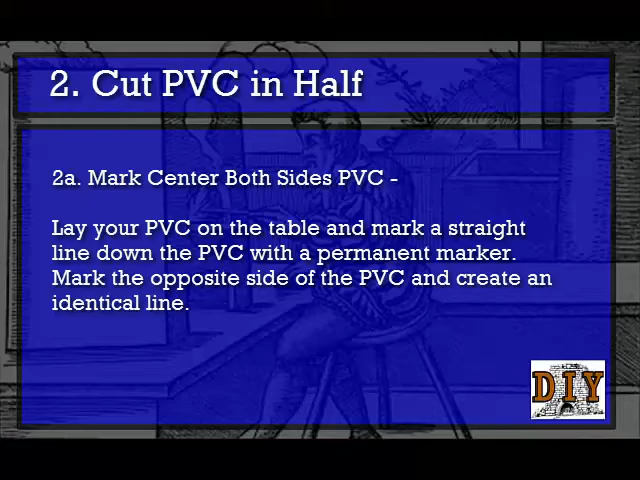 2. Cut PVC in Half
2a. Mark Center Both Sides PVC -
Lay your PVC on the table and mark a straight
line down the PVC with a permanent marker.
Mark the opposite side of the PVC and create an
identical line.
DIY